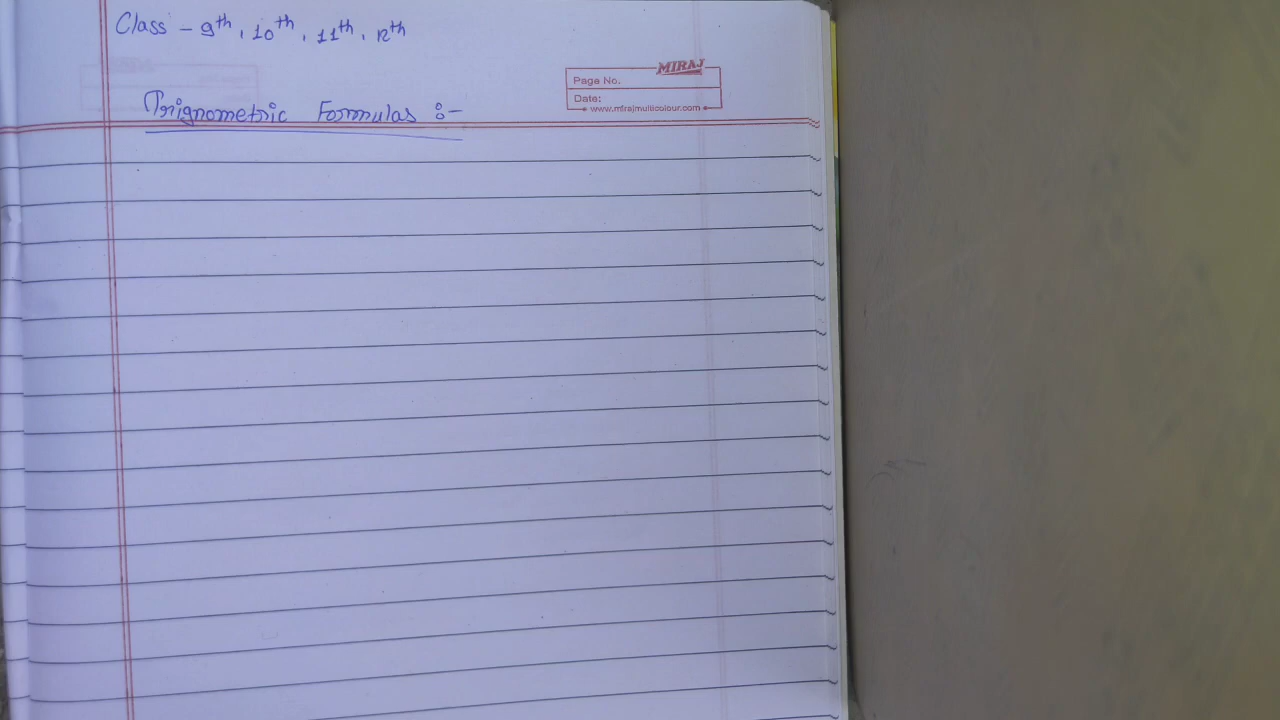 Class - 9th, 10th, 11th, 12th
MIRAJ
Page No.
Date:
www.mirajmulticolour.com
Trignometric Formulas :-